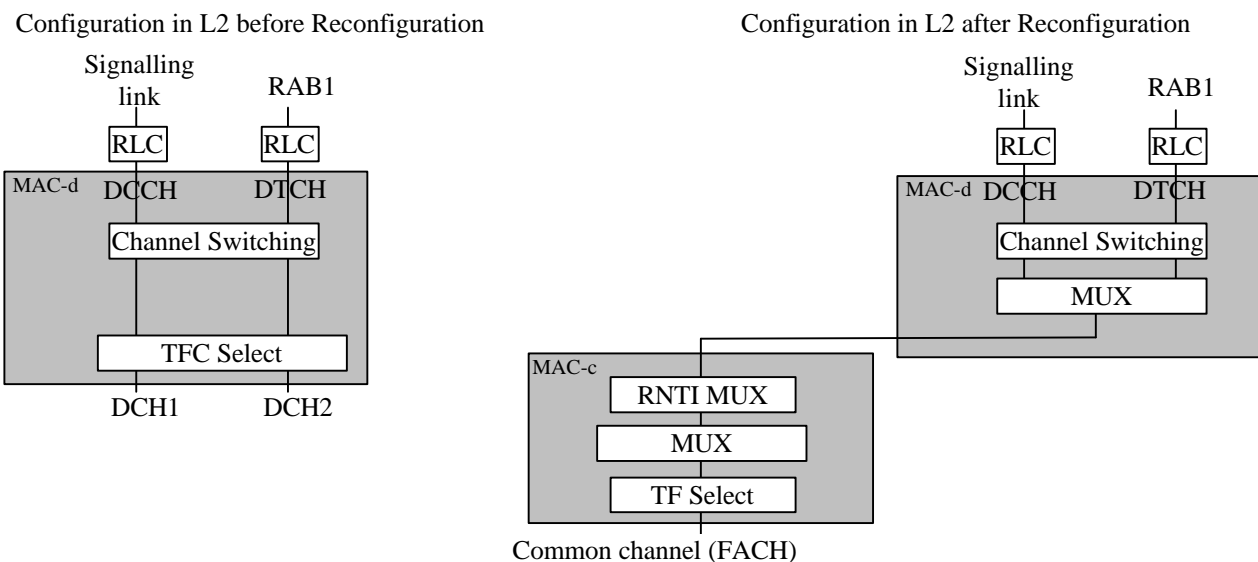 Configuration in L2 before Reconfiguration
Signalling
link
RAB1
RLC
RLC
MAC-d
DCCH
DTCH
Channel Switching
TFC Select
DCH1
DCH2
Configuration in L2 after Reconfiguration
Signalling
link
RAB1
RLC
RLC
MAC-d
DCCH
DTCH
Channel Switching
MUX
MAC-c
RNTI MUX
MUX
TF Select
Common channel (FACH)